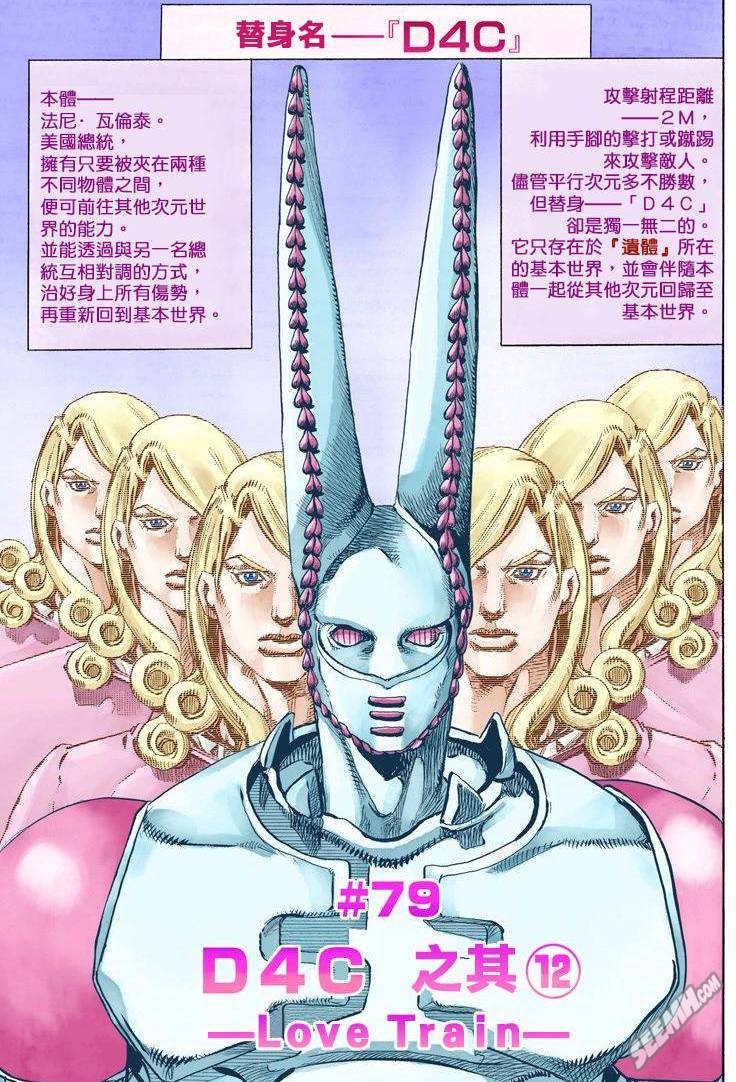 替身名——『D4C』
攻擊射程距離
——2M，
利用手腳的擊打或蹴踢
來攻擊敵人。
儘管平行次元多不勝數，
但替身——「D4C」
卻是獨一無二的。
它只存在於『遺體』所在
的基本世界，並會伴隨本
體一起從其他次元回歸至
基本世界。
本體——
法尼·瓦倫泰。
美國總統，
擁有只要被夾在兩種
不同物體之間，
便可前往其他次元世
界的能力。
並能透過與另一名總
統互相對調的方式，
治好身上所有傷勢，
再重新回到基本世界。
#79
D4C 之其⑫
—Love Train—
SEEMH.COM